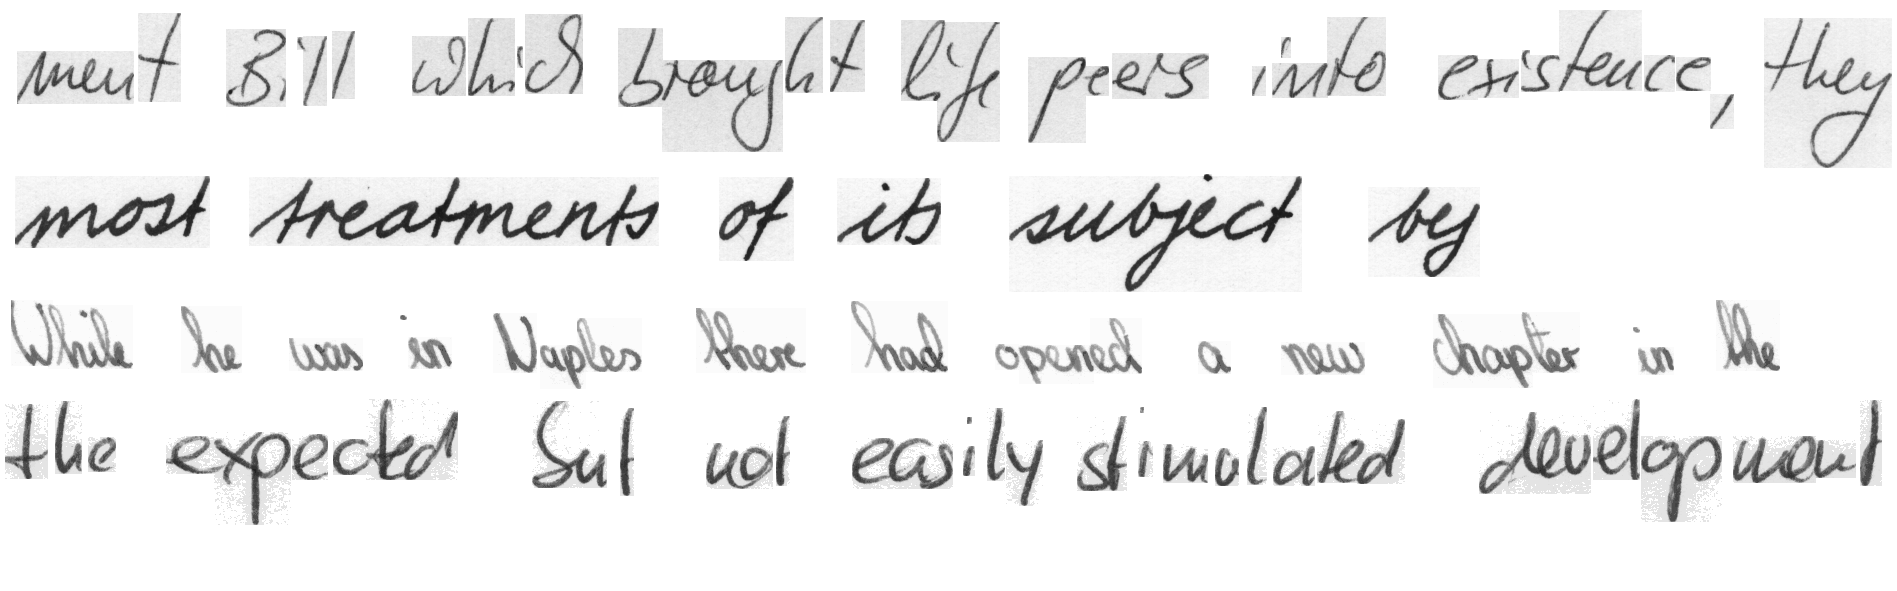 ment Bill which brought life peers into existence, they
most treatments of its subject by
While he was in Naples there had opened a new chapter in the
the expected but not easily stimulated development